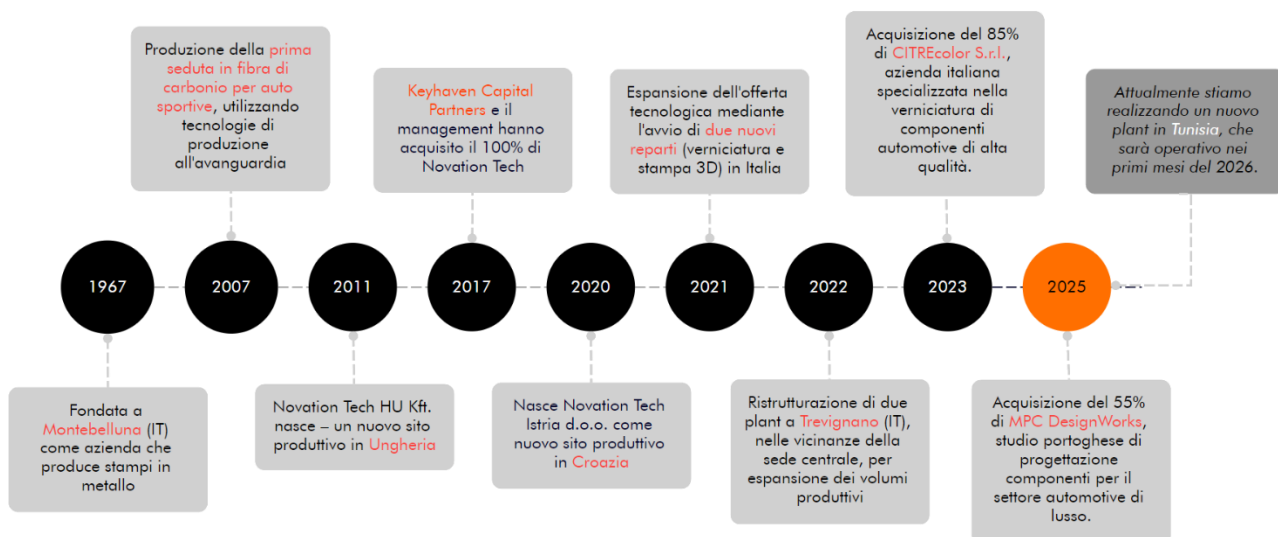 Produzione della prima
seduta in fibra di
carbonio per auto
sportive, utilizzando
tecnologie di
produzione
all'avanguardia
Keyhaven Capital
Partners e il
management hanno
acquisito il 100% di
Novation Tech
Espansione dell'offerta
tecnologica mediante
l'avvio di due nuovi
reparti (verniciatura e
stampa 3D) in Italia
Acquisizione del 85%
di CITREcolor S.r.l.,
azienda italiana
specializzata nella
verniciatura di
componenti
automotive di alta
qualità.
Attualmente stiamo
realizzando un nuovo
plant in Tunisia, che
sarà operativo nei
primi mesi del 2026.
1967
2007
2011
2017
2020
2021
2022
2023
2025
Fondata a
Montebelluna (IT)
come azienda che
produce stampi in
metallo
Novation Tech HU Kft.
nasce – un nuovo sito
produttivo in Ungheria
Nasce Novation Tech
Istria d.o.o. come
nuovo sito produttivo
in Croazia
Ristrutturazione di due
plant a Trevignano (IT),
nelle vicinanze della
sede centrale, per
espansione dei volumi
produttivi
Acquisizione del 55%
di MPC DesignWorks,
studio portoghese di
progettazione
componenti per il
settore automotive di
lusso.